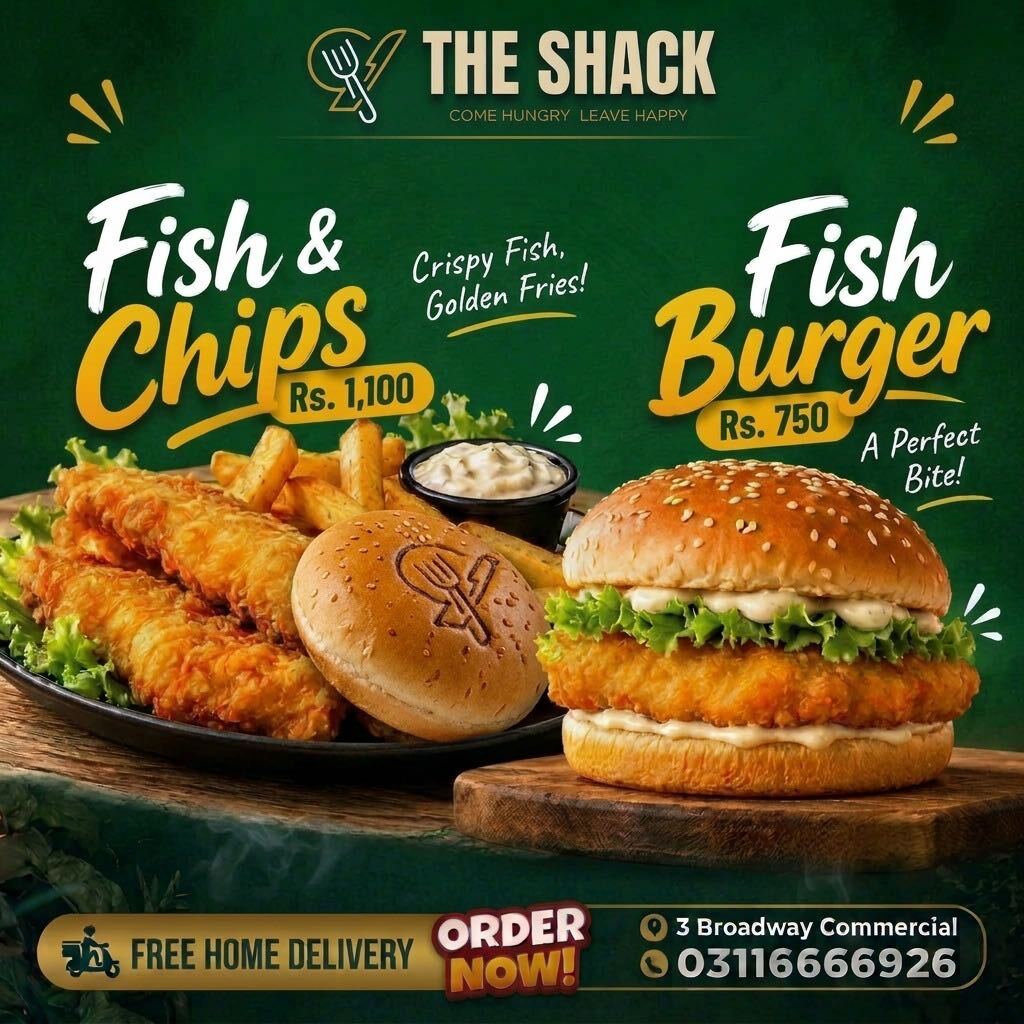 THE SHACK
COME HUNGRY LEAVE HAPPY
Fish &
Chips
Rs. 1,100
Crispy Fish,
Golden Fries!
Fish
Burger
Rs. 750
A Perfect
Bite!
FREE HOME DELIVERY
ORDER
NOW!
3 Broadway Commercial
03116666926